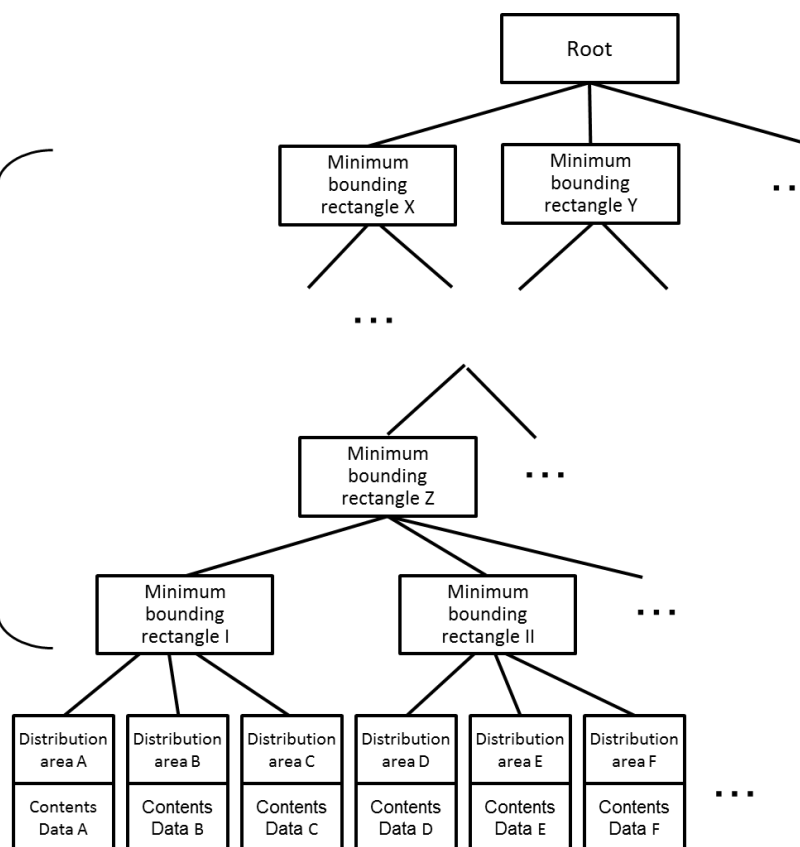 Root
Minimum
bounding
rectangle X
Minimum
bounding
rectangle Y
...
...
Minimum
bounding
rectangle Z
...
Minimum
bounding
rectangle I
Minimum
bounding
rectangle II
...
Distribution
area A
Contents
Data A
Distribution
area B
Contents
Data B
Distribution
area C
Contents
Data C
Distribution
area D
Contents
Data D
Distribution
area E
Contents
Data E
Distribution
area F
Contents
Data F
...